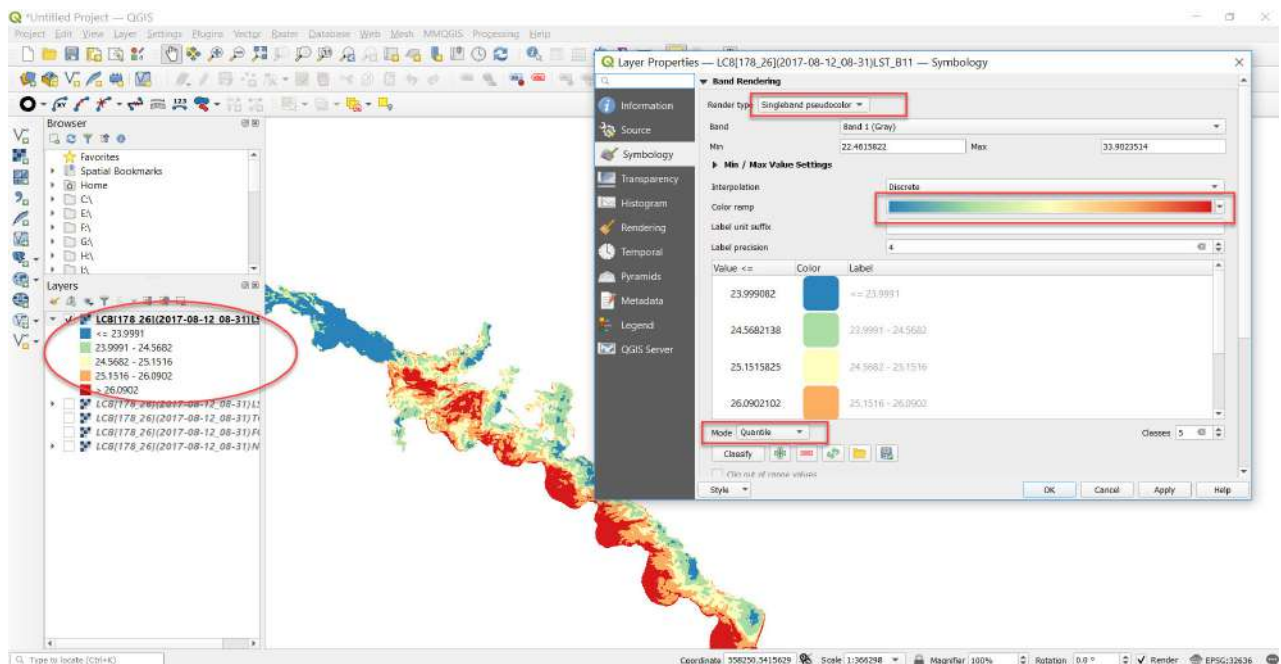 *Untitled Project — QGIS
Project Edit View Layer Settings Plugins Vector Raster Database Web Mesh MMQGIS Processing Help
Browser
Favorites
Spatial Bookmarks
Home
C:\
E:\
F:\
G:\
H:\
I:\
Layers
LC8[178_26](2017-08-12_08-31)LS
<= 23.9991
23.9991 - 24.5682
24.5682 - 25.1516
25.1516 - 26.0902
> 26.0902
LC8[178_26](2017-08-12_08-31)LS
LC8[178_26](2017-08-12_08-31)T
LC8[178_26](2017-08-12_08-31)F
LC8[178_26](2017-08-12_08-31)N
Layer Properties — LC8[178_26](2017-08-12_08-31)LST_B11 — Symbology
Information
Source
Symbology
Transparency
Histogram
Rendering
Temporal
Pyramids
Metadata
Legend
QGIS Server
Band Rendering
Render type Singleband pseudocolor
Band Band 1 (Gray)
Min 22.4615822 Max 33.9023514
Min / Max Value Settings
Interpolation Discrete
Color ramp
Label unit suffix
Label precision 4
Value <= Color Label
23.999082 <= 23.9991
24.5682138 23.9991 - 24.5682
25.1515825 24.5682 - 25.1516
26.0902102 25.1516 - 26.0902
Mode Quantile Classes 5
Classify
Clip out of range values
Style OK Cancel Apply Help
Type to locate (Ctrl+K) Coordinate 558250,5415629 Scale 1:366298 Magnifier 100% Rotation 0.0 ° Render EPSG:32636